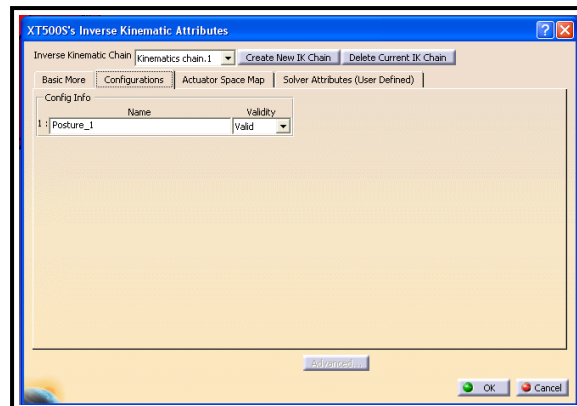 XT500S's Inverse Kinematic Attributes
Inverse Kinematic Chain Kinematics chain.1 Create New IK Chain Delete Current IK Chain
Basic More Configurations Actuator Space Map Solver Attributes (User Defined)
Config Info
Name Validity
1 : Posture_1 Valid
Advanced...
OK Cancel